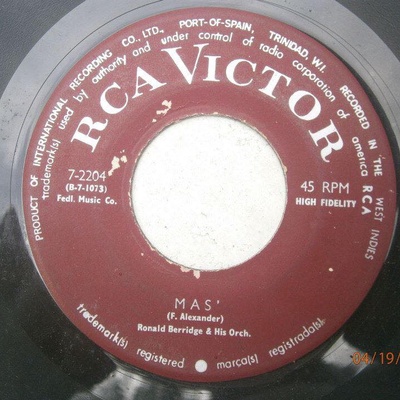 PRODUCT OF INTERNATIONAL RECORDING CO., LTD., PORT-OF-SPAIN, TRINIDAD, W.I. RECORDED IN THE WEST INDIES
trademark(s) used by authority and under control of radio corporation of america RCA
RCA VICTOR
7-2204
(B-7-1073)
Fedl. Music Co.
45 RPM
HIGH FIDELITY
MAS'
(F. Alexander)
Ronald Berridge & His Orch.
trademark(s) registered marca(s) registrada(s)
04/19/